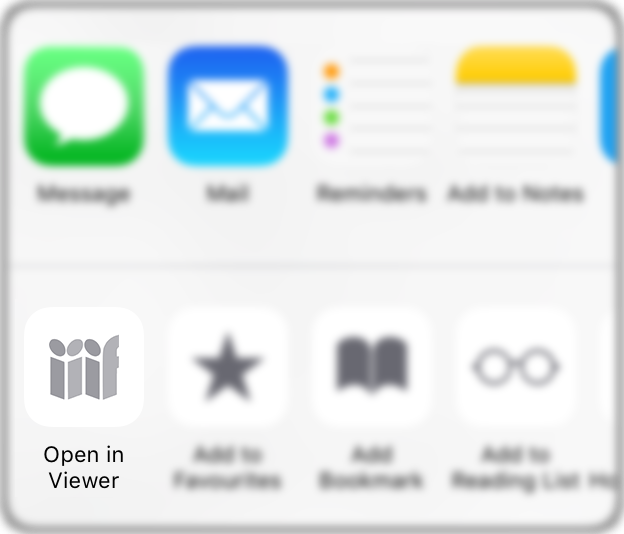 Message
Mail
Reminders
Add to Notes
iiif
Open in
Viewer
Add to
Favourites
Add
Bookmark
Add to
Reading List
Ho